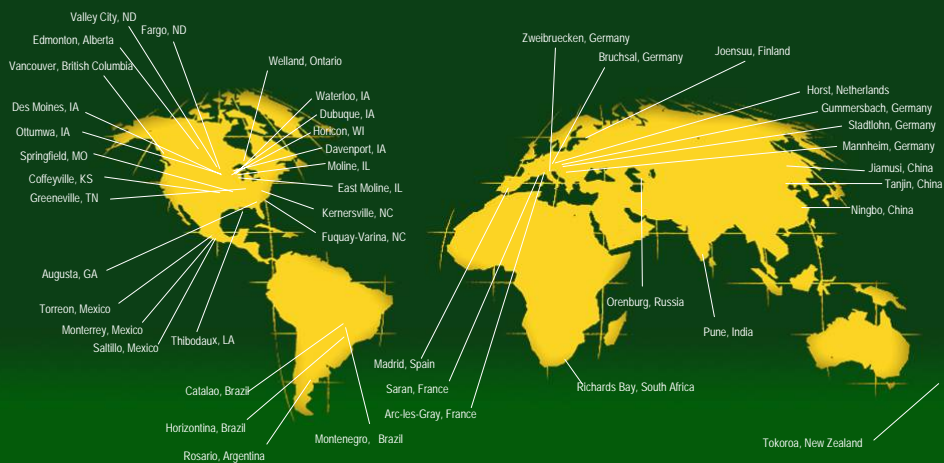 Valley City, ND
Fargo, ND
Edmonton, Alberta
Vancouver, British Columbia
Welland, Ontario
Des Moines, IA
Waterloo, IA
Dubuque, IA
Ottumwa, IA
Horicon, WI
Springfield, MO
Davenport, IA
Moline, IL
Coffeyville, KS
East Moline, IL
Greeneville, TN
Kernersville, NC
Fuquay-Varina, NC
Augusta, GA
Torreon, Mexico
Monterrey, Mexico
Saltillo, Mexico
Thibodaux, LA
Catalao, Brazil
Horizontina, Brazil
Montenegro, Brazil
Rosario, Argentina
Zweibruecken, Germany
Bruchsal, Germany
Joensuu, Finland
Horst, Netherlands
Gummersbach, Germany
Stadtlohn, Germany
Mannheim, Germany
Jiamusi, China
Tanjin, China
Ningbo, China
Orenburg, Russia
Pune, India
Madrid, Spain
Saran, France
Arc-les-Gray, France
Richards Bay, South Africa
Tokoroa, New Zealand